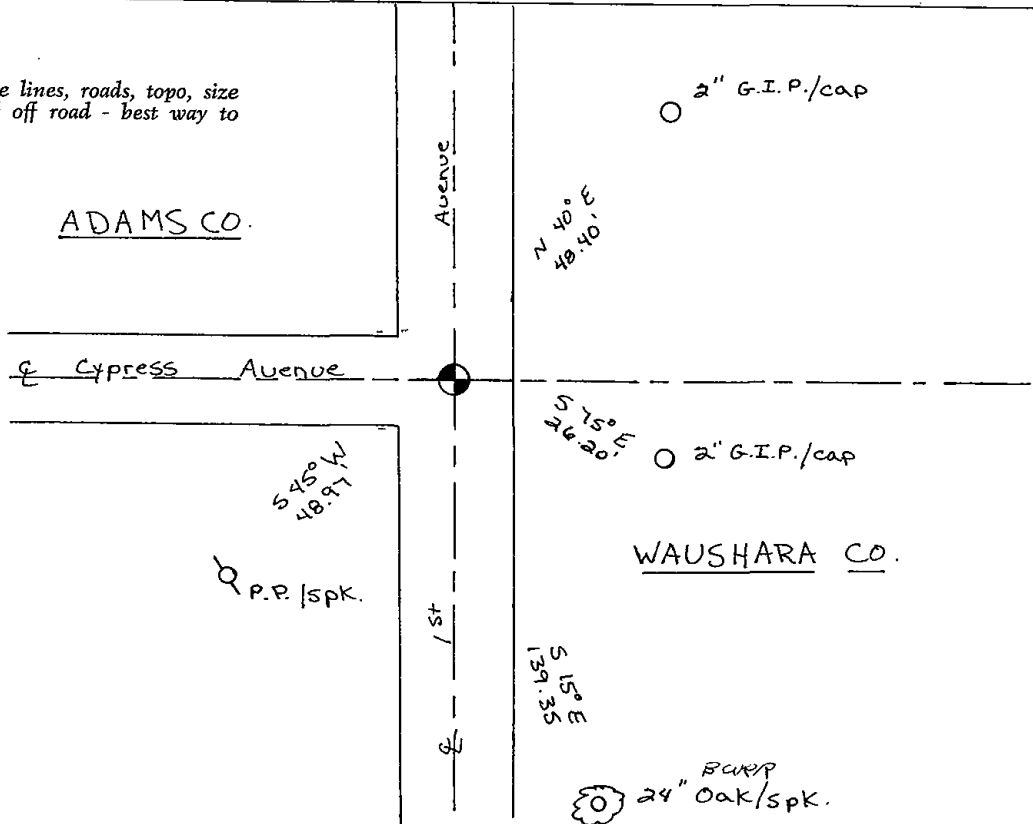 e lines, roads, topo, size
off road - best way to
2" G.I.P./cap
ADAMS CO.
Avenue
N 40° E
48.40'
℄ Cypress Avenue
S 75° E
26.20'
2" G.I.P./cap
S 45° W
48.97'
WAUSHARA CO.
P.P./spk.
1st
S 15° E
139.35
℄
24" Oak/spk.